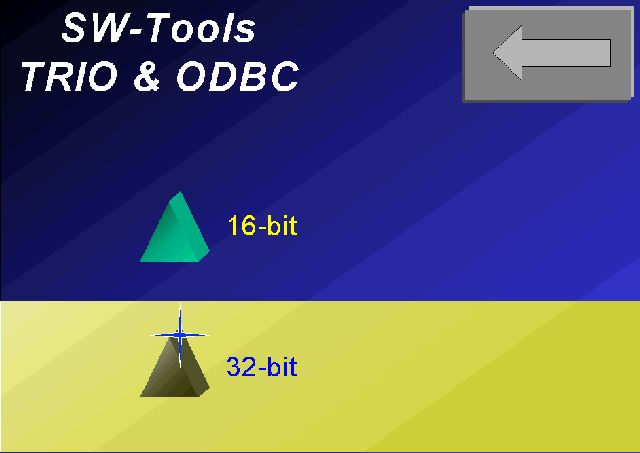 SW-Tools
TRIO & ODBC
16-bit
32-bit